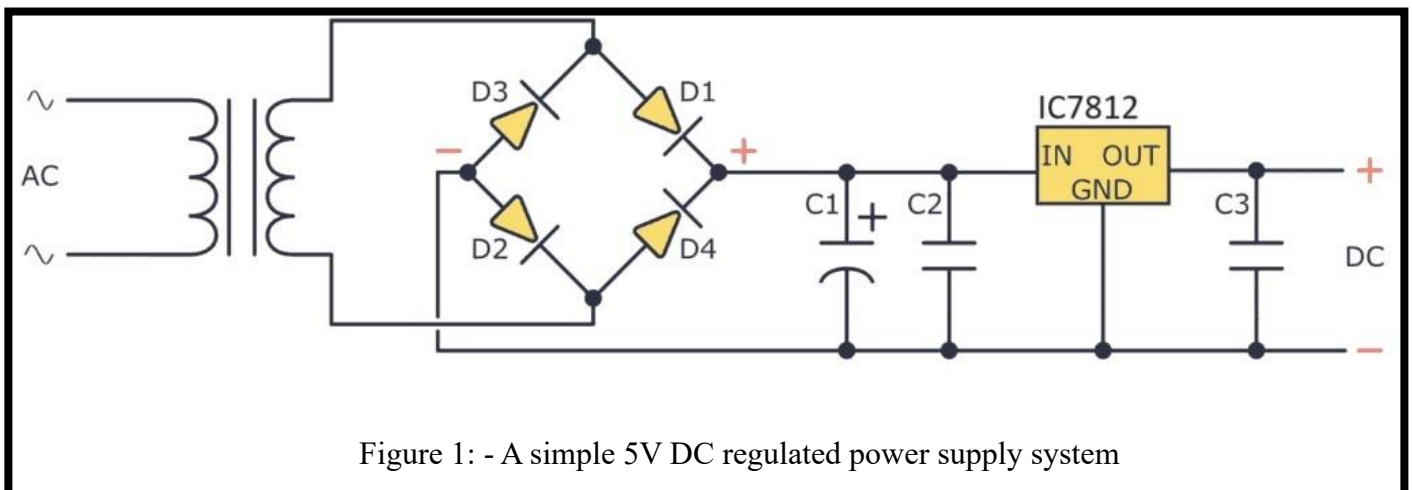 D3
D1
IC7812
− +
IN OUT
GND
AC
C1 + C2
C3
+
D2
D4
DC
−
Figure 1: - A simple 5V DC regulated power supply system